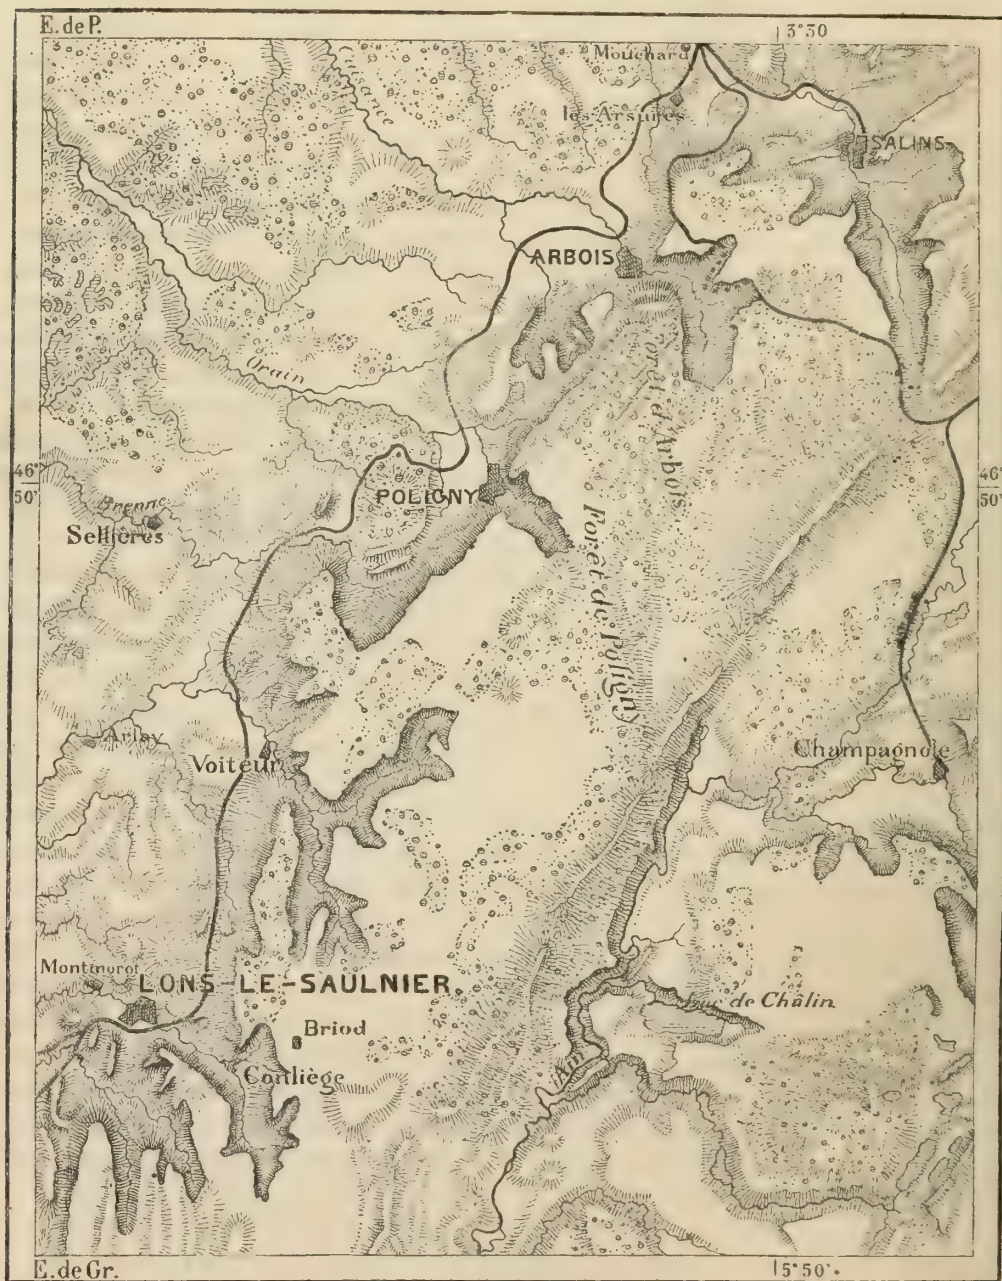 E. de P.
3°30
Mouchard
les Arsures
SALINS
ARBOIS
Forêt d'Arbois
Orain
46°
50'
46°
50'
POLIGNY
Brenne
Sellières
Forêt de Poligny
Arlay
Voiteur
Champagnole
Montmorot
LONS-LE-SAULNIER
Lac de Châlin
Briod
Ain
Conliège
E. de Gr.
5°50'